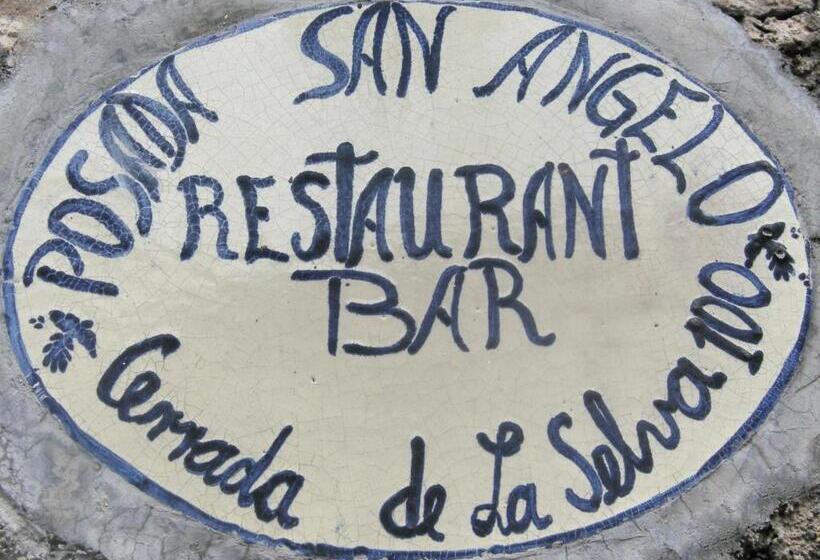 POSADA SAN ANGELO
RESTAURANT
BAR
Cerrada de La Selva 100